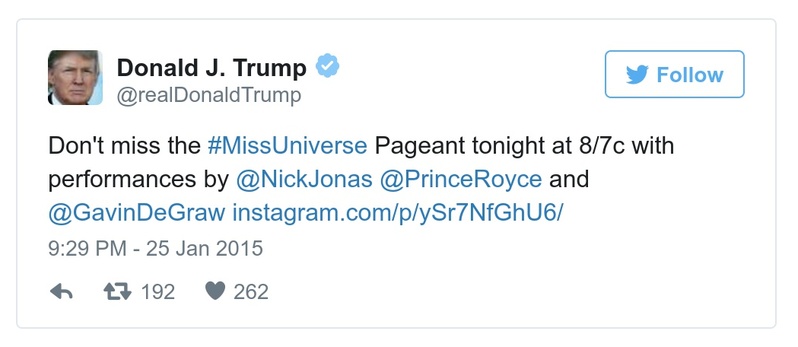 Donald J. Trump
@realDonaldTrump
Follow
Don't miss the #MissUniverse Pageant tonight at 8/7c with
performances by @NickJonas @PrinceRoyce and
@GavinDeGraw instagram.com/p/ySr7NfGhU6/
9:29 PM - 25 Jan 2015
192 262